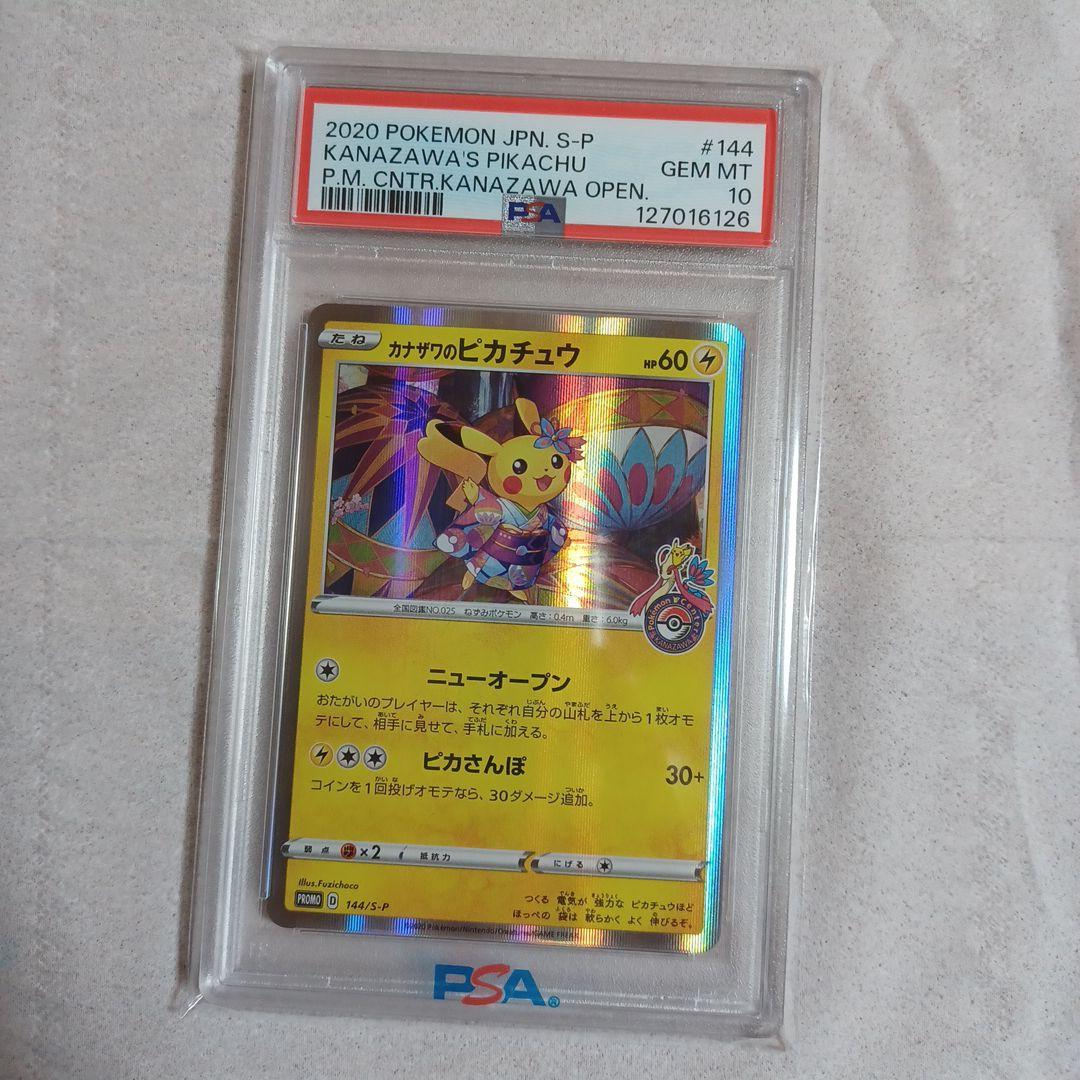 2020 POKEMON JPN. S-P #144
KANAZAWA'S PIKACHU GEM MT
P.M. CNTR.KANAZAWA OPEN. 10
PSA 127016126
たね カナザワのピカチュウ HP60
全国図鑑NO.025 ねずみポケモン 高さ:0.4m 重さ:6.0kg
Pokémon Center
KANAZAWA
ニューオープン
おたがいのプレイヤーは、それぞれ自分の山札を上から1枚オモ
テにして、相手に見せて、手札に加える。
ピカさんぽ 30+
コインを1回投げオモテなら、30ダメージ追加。
弱点 ×2 抵抗力 にげる
Illus.Fuzichoco
PROMO D 144/S-P
つくる 電気が 強力な ピカチュウほど
ほっぺの 袋は 軟らかく よく 伸びるぞ。
©2020 Pokémon/Nintendo/Creatures/GAME FREAK
PSA®